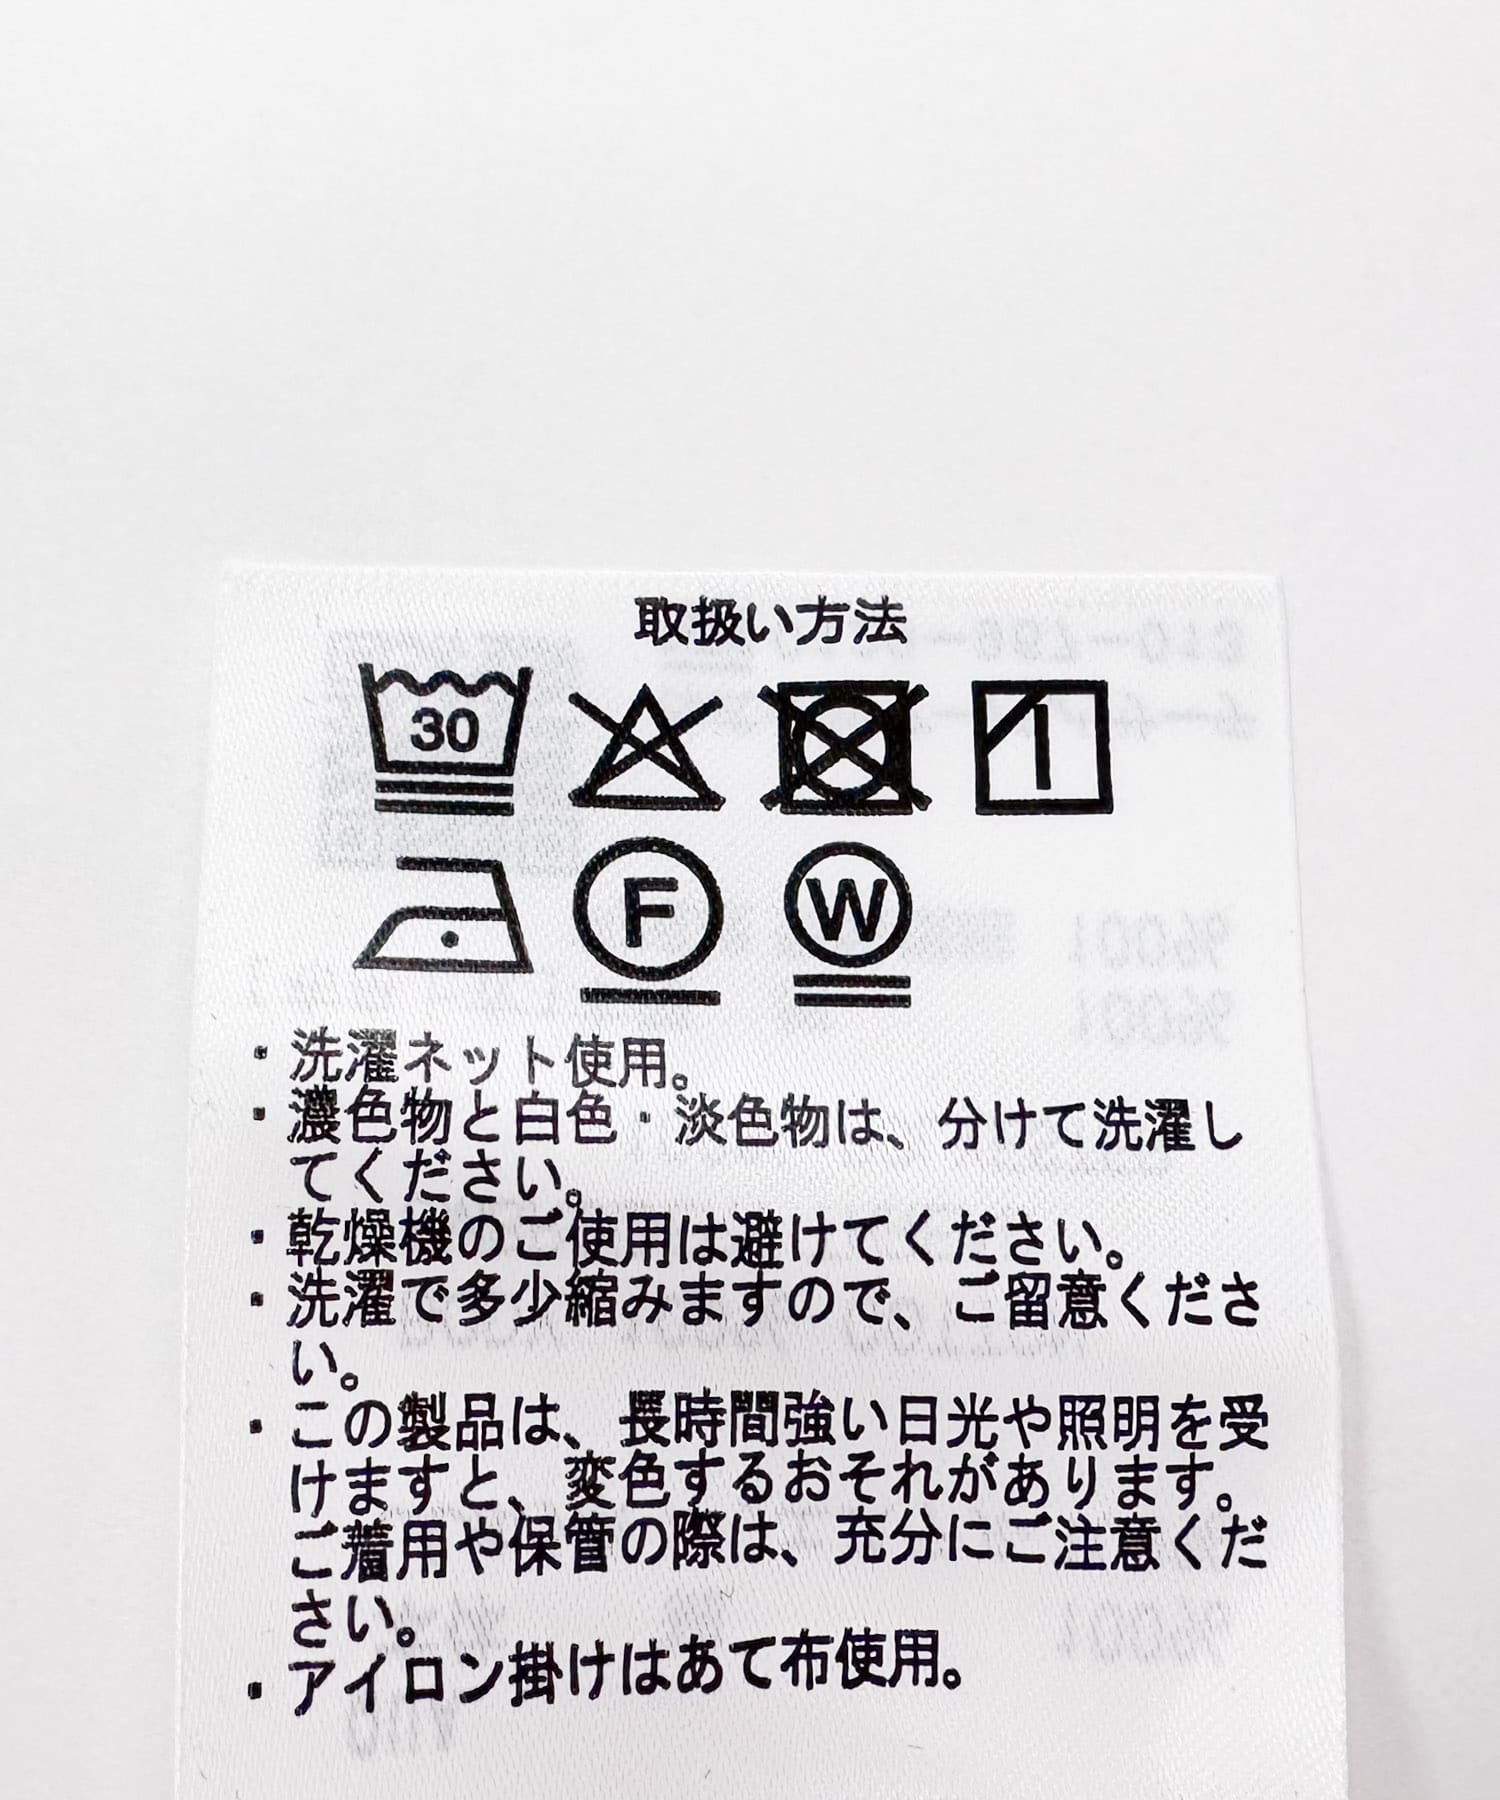 取扱い方法
30
F
W
・洗濯ネット使用。
・濃色物と白色・淡色物は、分けて洗濯し
てください。
・乾燥機のご使用は避けてください。
・洗濯で多少縮みますので、ご留意くださ
い。
・この製品は、長時間強い日光や照明を受
けますと、変色するおそれがあります。
ご着用や保管の際は、充分にご注意くだ
さい。
・アイロン掛けはあて布使用。